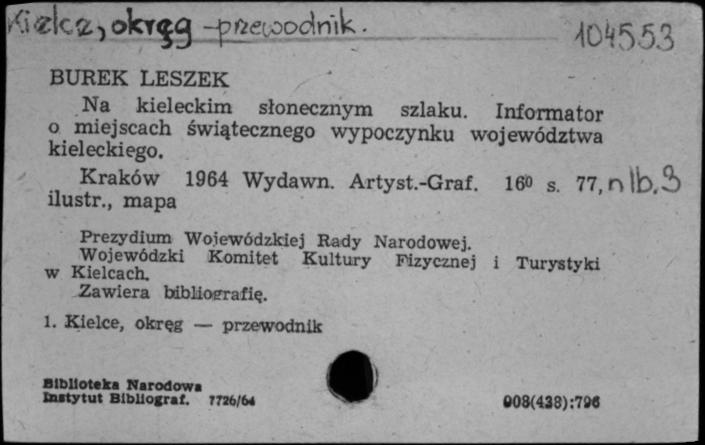 Kielce, okręg - przewodnik.
104553
BUREK LESZEK
Na kieleckim słonecznym szlaku. Informator
o miejscach świątecznego wypoczynku województwa
kieleckiego.
Kraków 1964 Wydawn. Artyst.-Graf. 16º s. 77, nlb. 3
ilustr., mapa
Prezydium Wojewódzkiej Rady Narodowej.
Wojewódzki Komitet Kultury Fizycznej i Turystyki
w Kielcach.
Zawiera bibliografię.
1. Kielce, okręg — przewodnik
Biblioteka Narodowa
Instytut Bibliograf. 7726/64
908(438):796